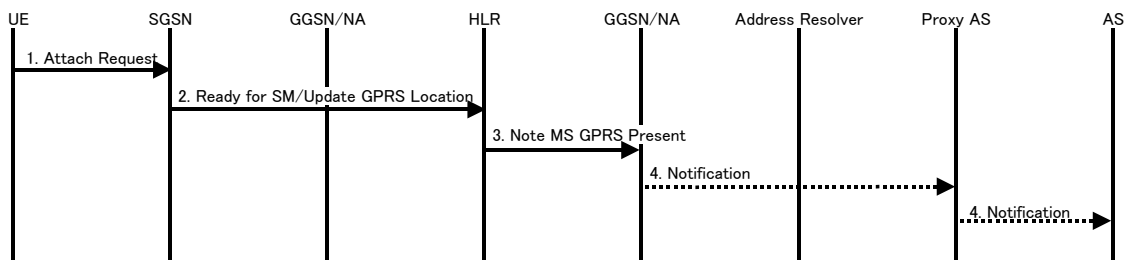 UE
SGSN
GGSN/NA
HLR
GGSN/NA
Address Resolver
Proxy AS
AS
1. Attach Request
2. Ready for SM/Update GPRS Location
3. Note MS GPRS Present
4. Notification
4. Notification